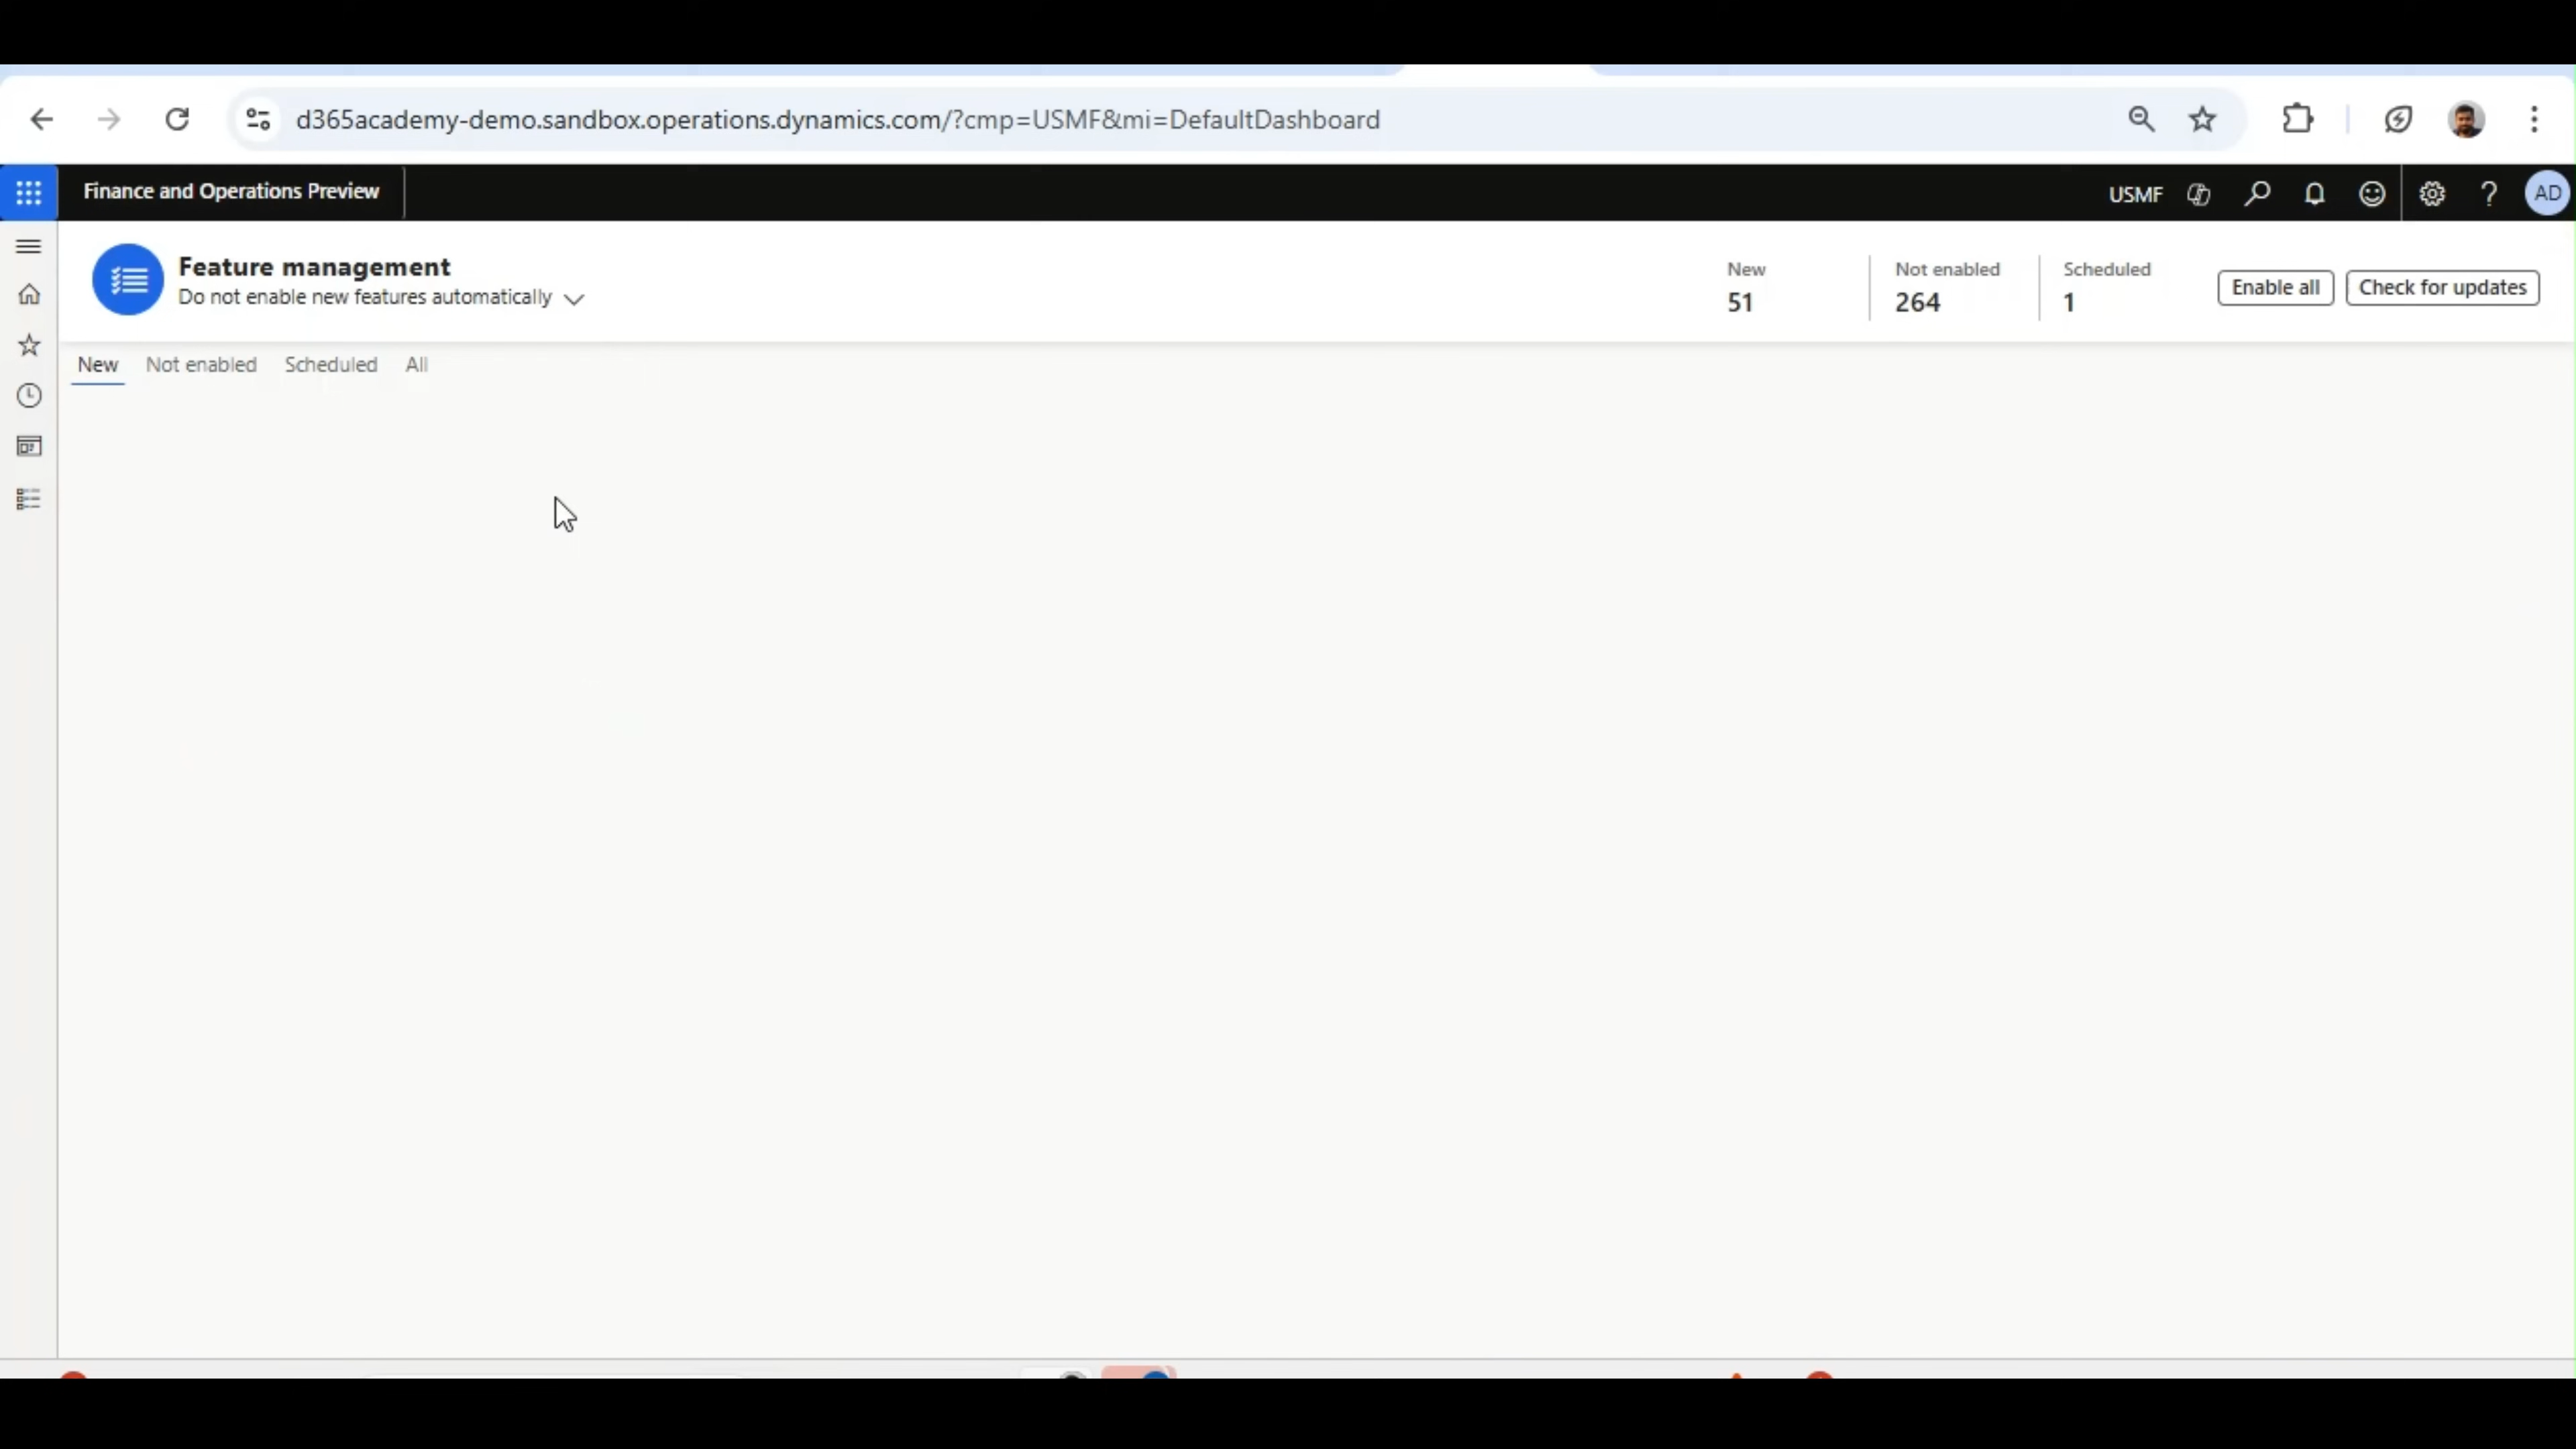 d365academy-demo.sandbox.operations.dynamics.com/?cmp=USMF&mi=DefaultDashboard
Finance and Operations Preview
USMF
?
AD
Feature management
Do not enable new features automatically
New
51
Not enabled
264
Scheduled
1
Enable all
Check for updates
New Not enabled Scheduled All